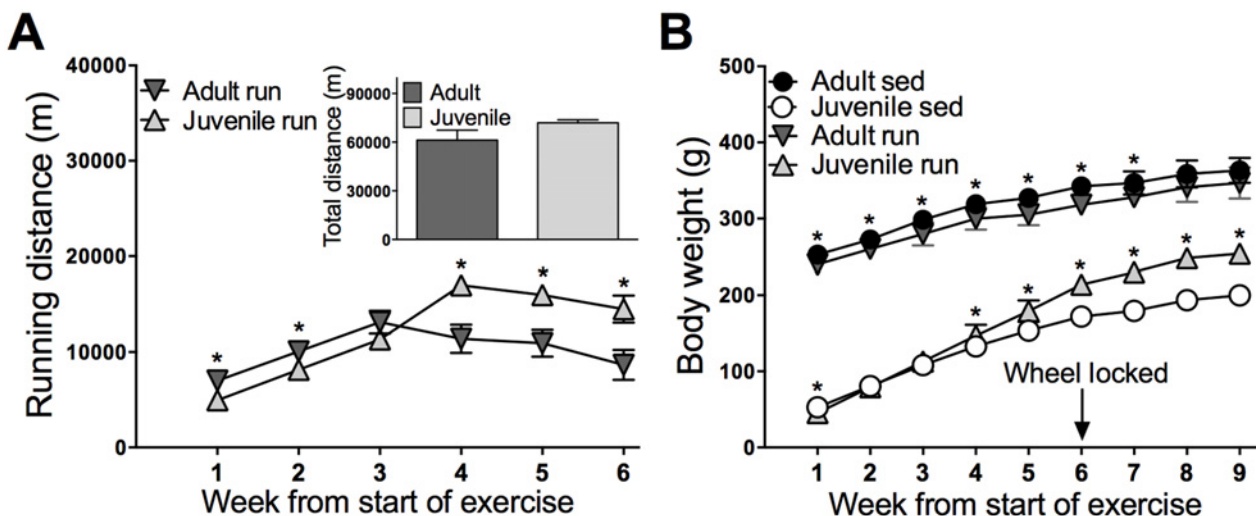 A
Running distance (m)
40000
30000
20000
10000
0
Adult run
Juvenile run
Total distance (m)
90000
60000
30000
0
Adult
Juvenile
* * * * *
1 2 3 4 5 6
Week from start of exercise
B
Body weight (g)
500
400
300
200
100
0
Adult sed
Juvenile sed
Adult run
Juvenile run
* * * * * * *
* * * * * * *
Wheel locked
1 2 3 4 5 6 7 8 9
Week from start of exercise